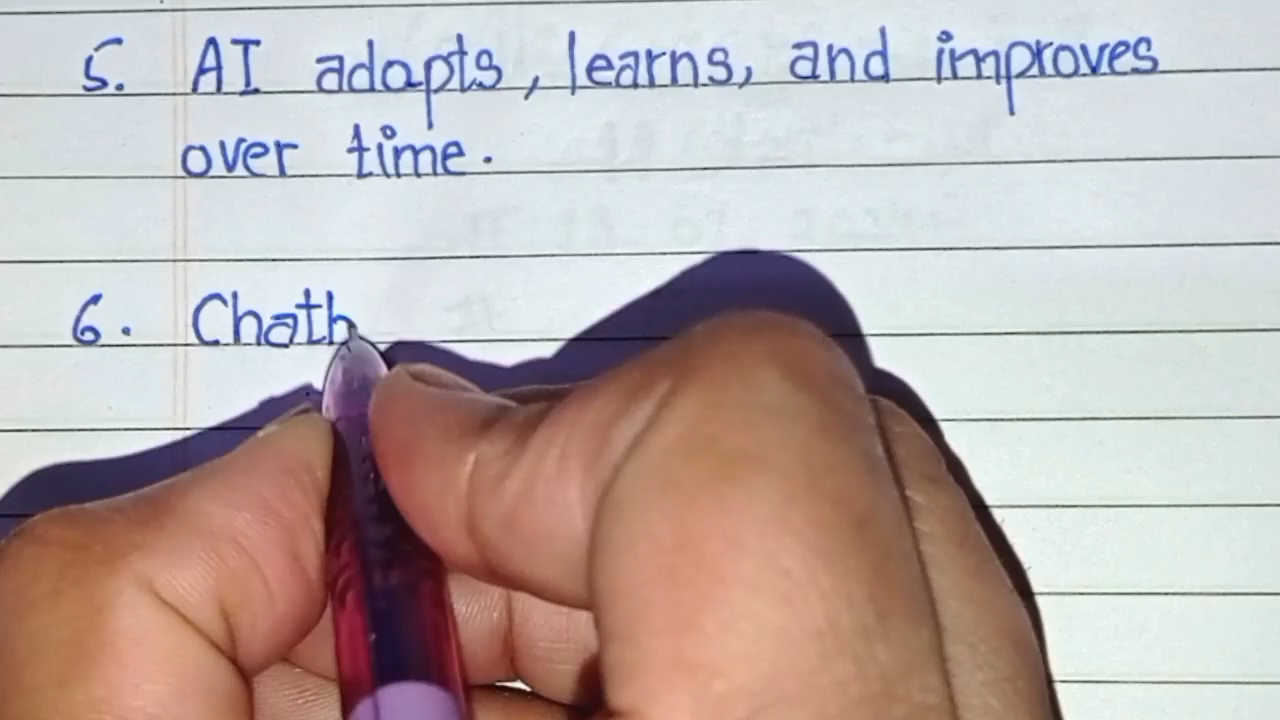 5. AI adapts, learns, and improves
over time.
6. Chatb